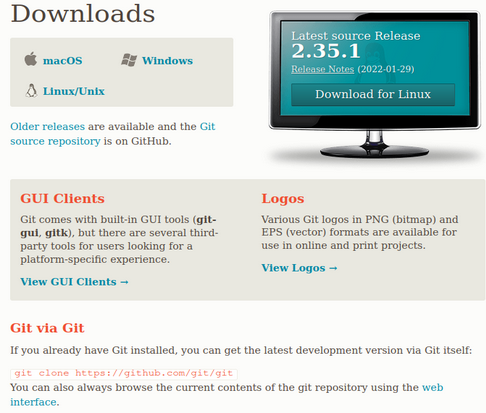 Downloads
macOS
Windows
Linux/Unix
Older releases are available and the Git
source repository is on GitHub.
Latest source Release
2.35.1
Release Notes (2022-01-29)
Download for Linux
GUI Clients
Git comes with built-in GUI tools (git-
gui, gitk), but there are several third-
party tools for users looking for a
platform-specific experience.
View GUI Clients →
Logos
Various Git logos in PNG (bitmap) and
EPS (vector) formats are available for
use in online and print projects.
View Logos →
Git via Git
If you already have Git installed, you can get the latest development version via Git itself:
git clone https://github.com/git/git
You can also always browse the current contents of the git repository using the web
interface.